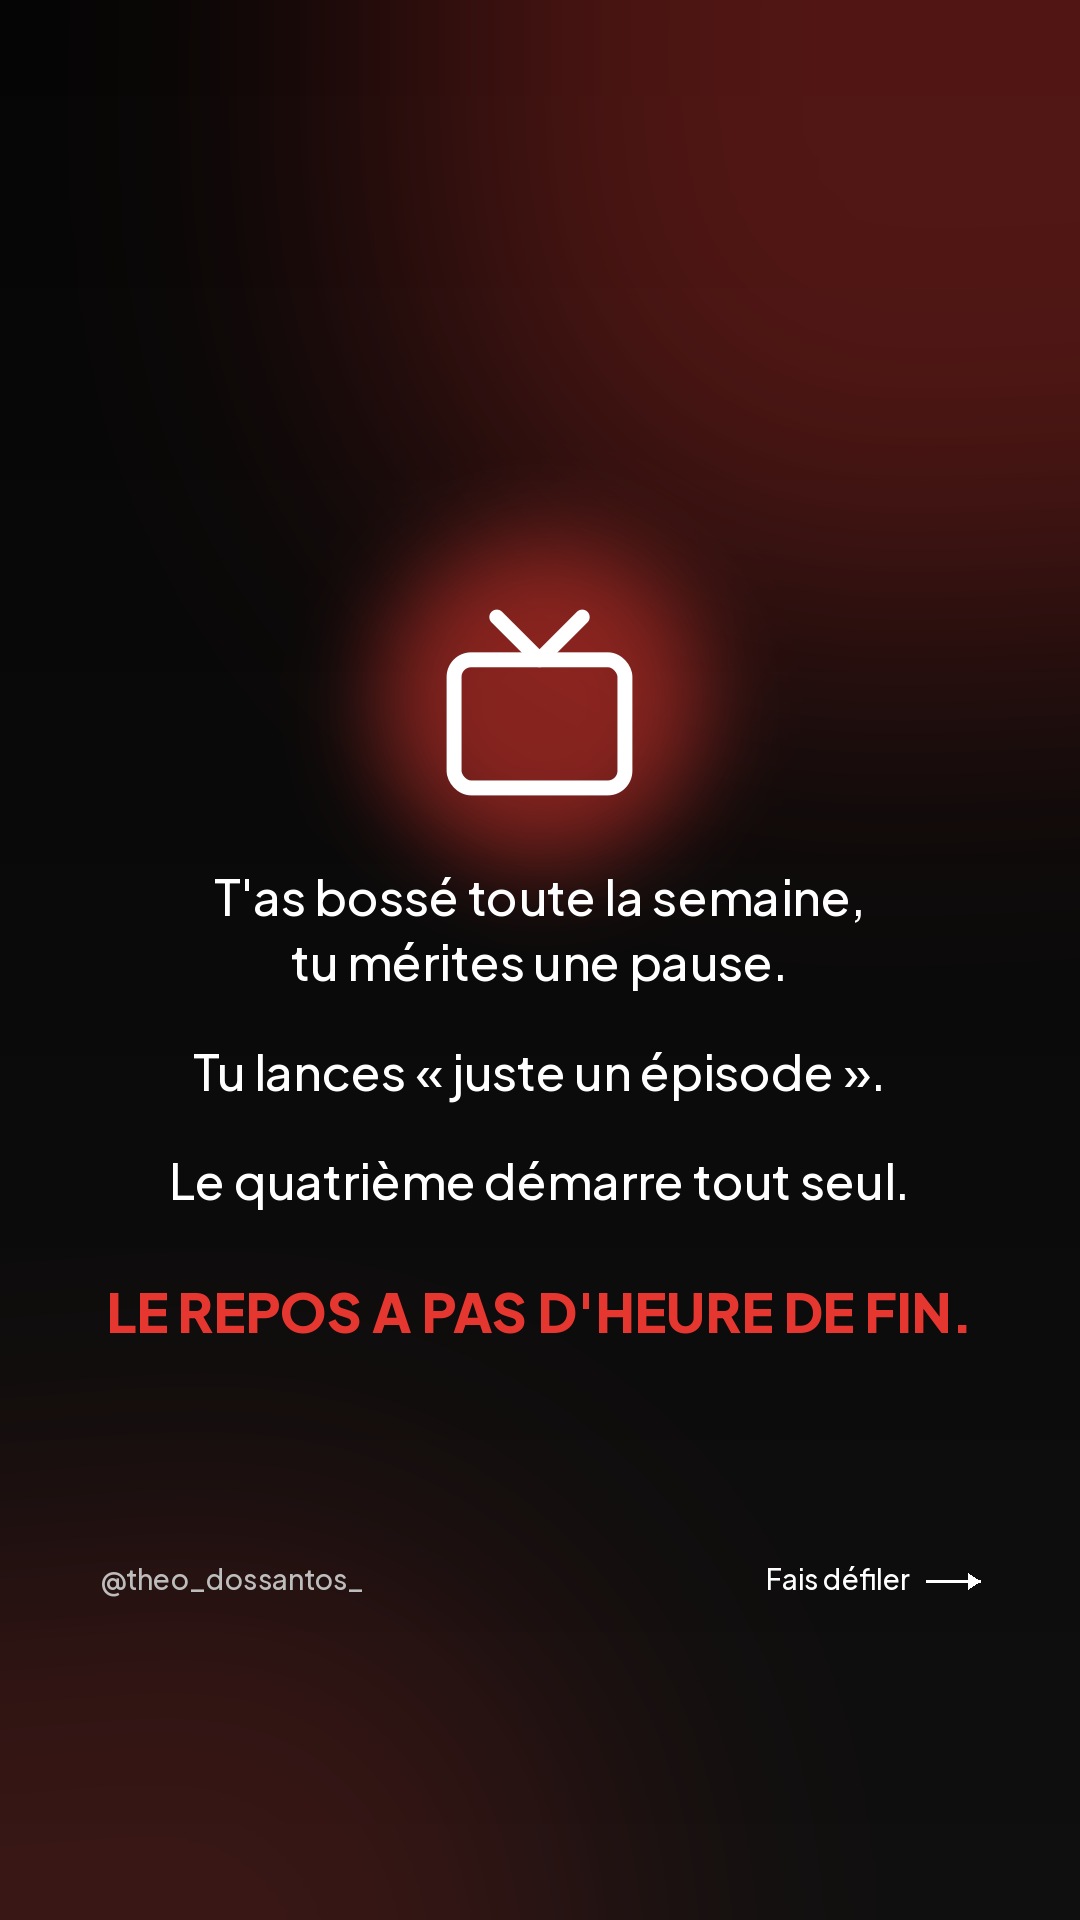 T'as bossé toute la semaine,
tu mérites une pause.
Tu lances « juste un épisode ».
Le quatrième démarre tout seul.
LE REPOS A PAS D'HEURE DE FIN.
@theo_dossantos_
Fais défiler